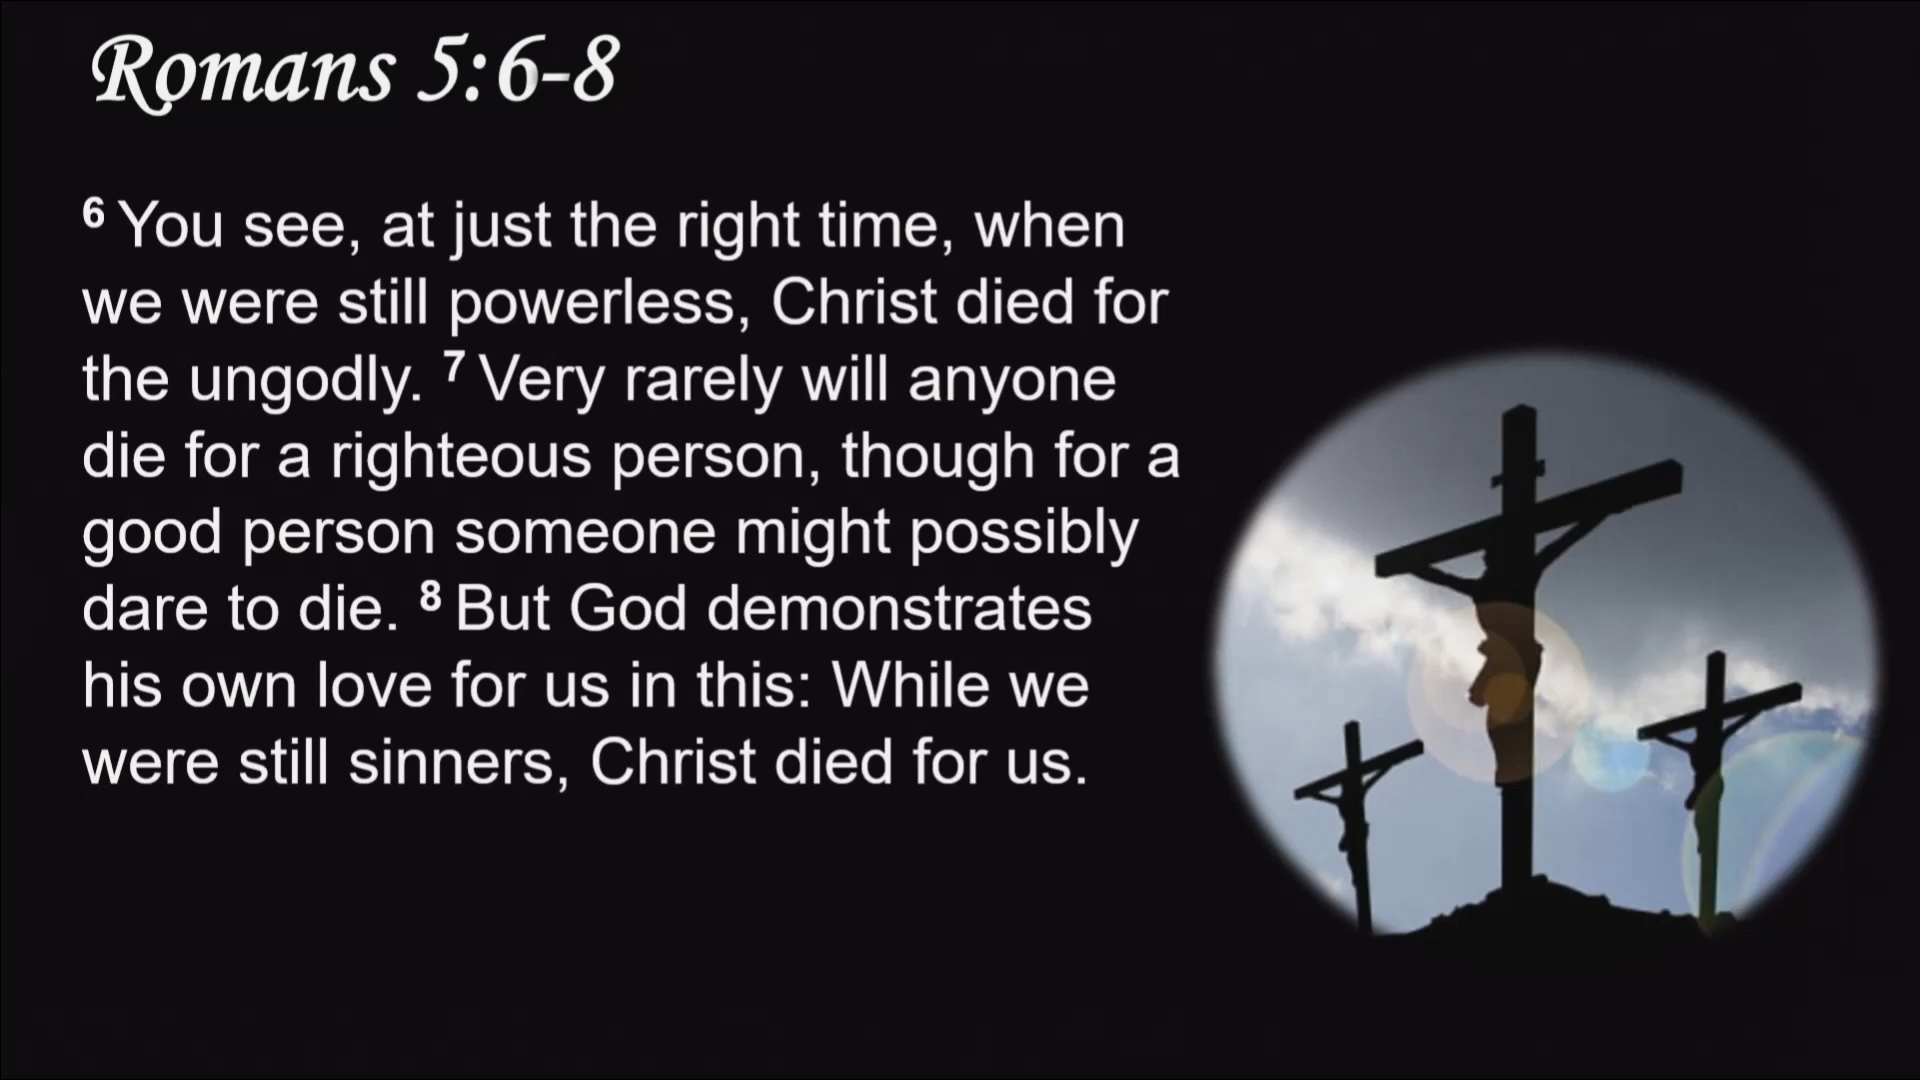 Romans 5:6-8
6 You see, at just the right time, when
we were still powerless, Christ died for
the ungodly. 7 Very rarely will anyone
die for a righteous person, though for a
good person someone might possibly
dare to die. 8 But God demonstrates
his own love for us in this: While we
were still sinners, Christ died for us.